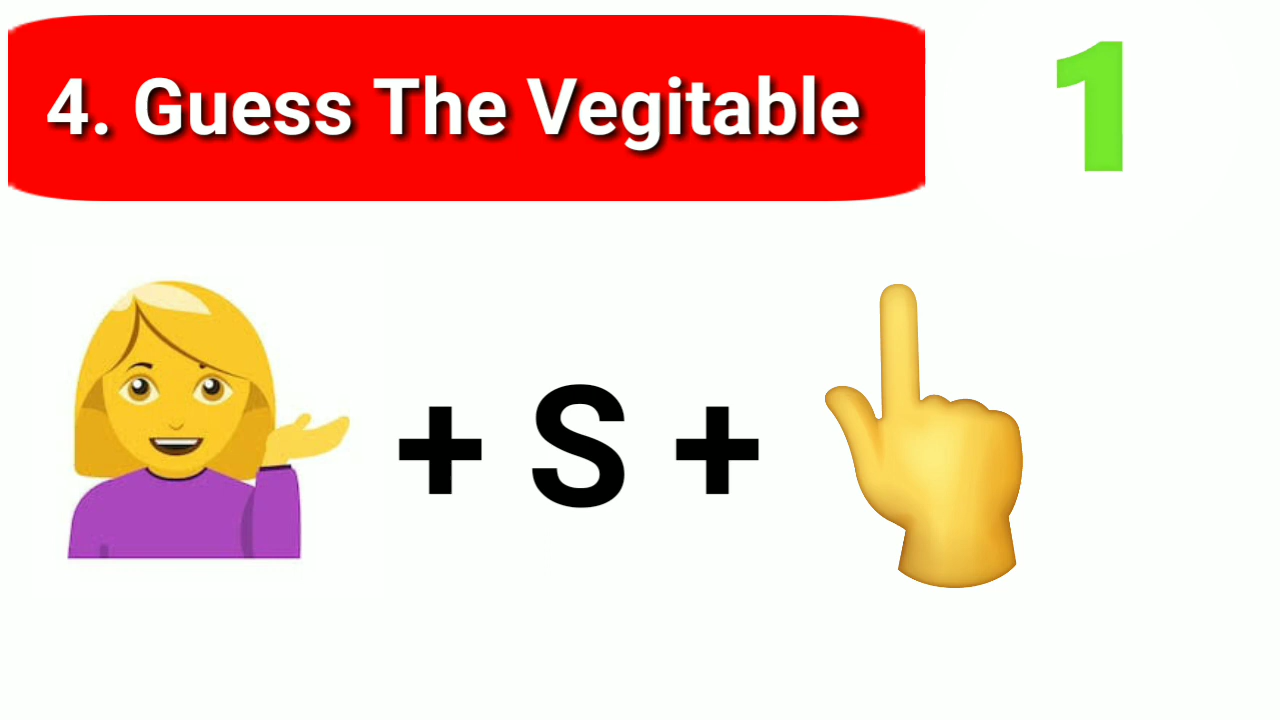 4. Guess The Vegitable
1
+ S +